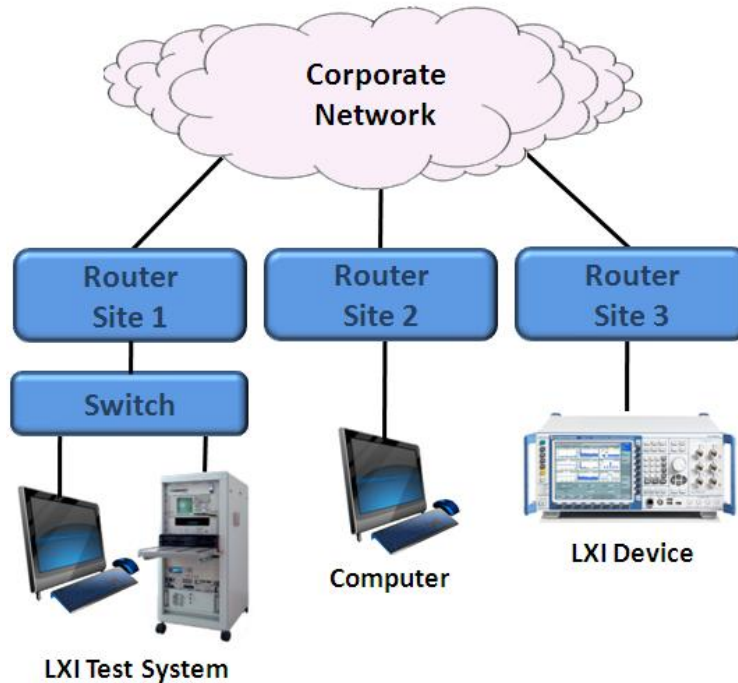 Corporate
Network
Router
Site 1
Router
Site 2
Router
Site 3
Switch
Computer
LXI Device
LXI Test System